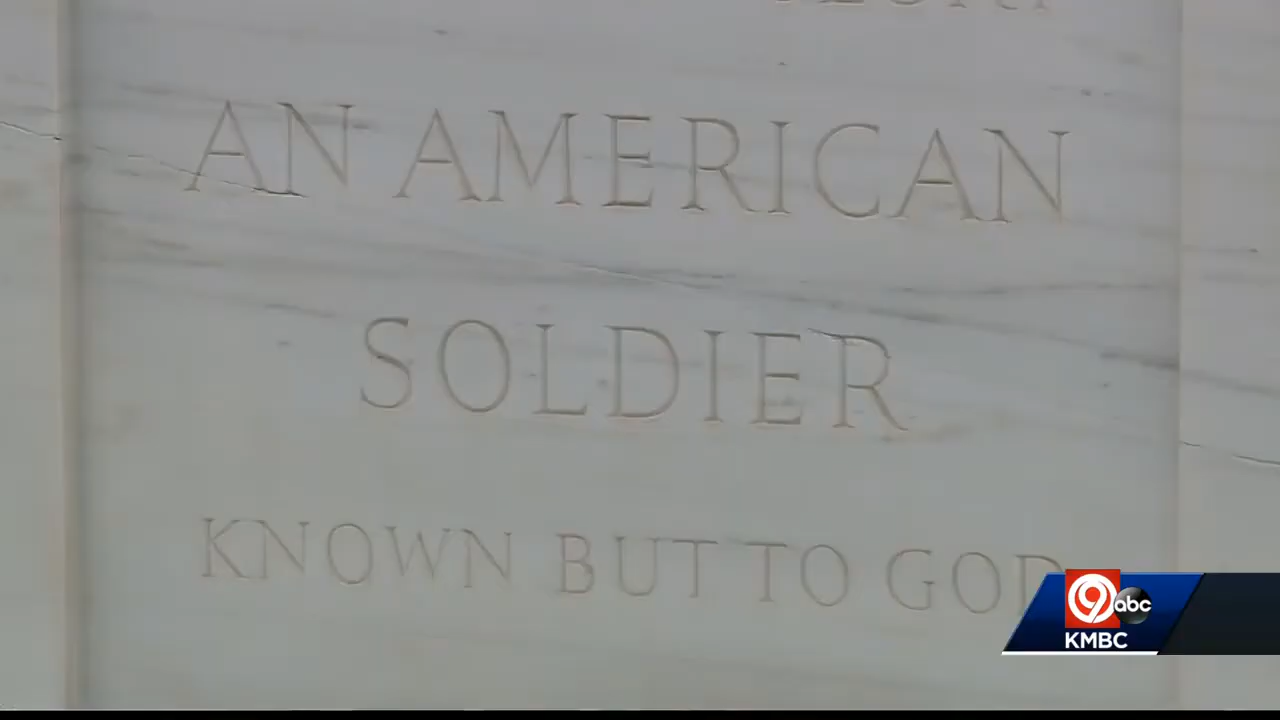 AN AMERICAN
SOLDIER
KNOWN BUT TO GOD
9 abc
KMBC